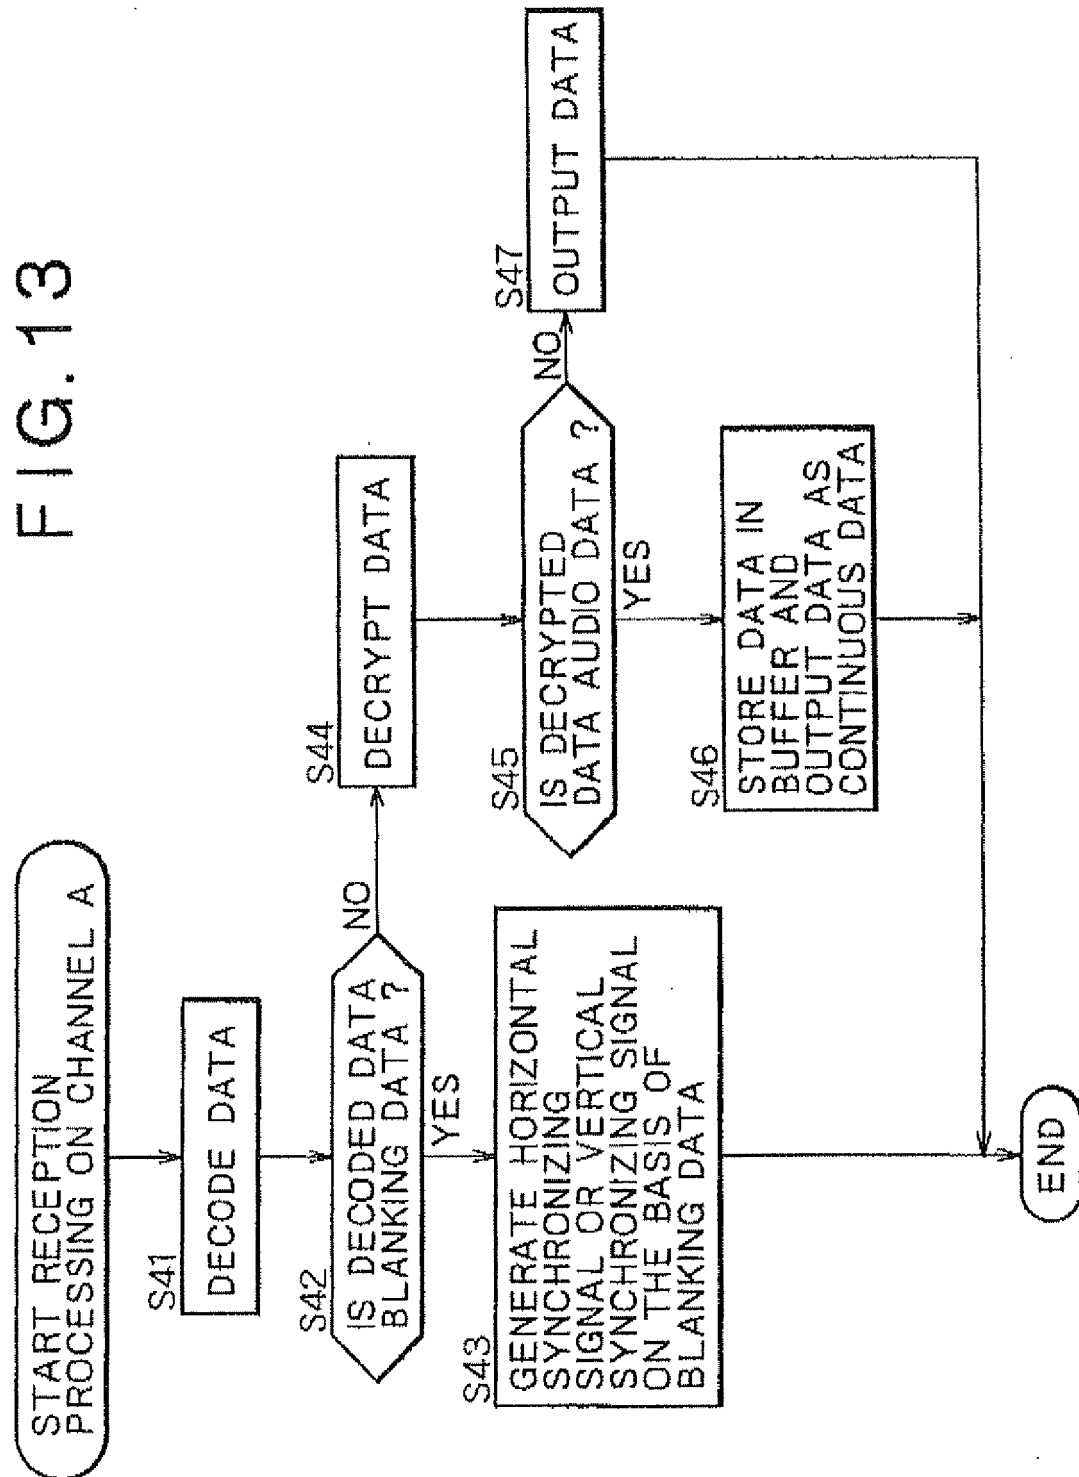 FIG. 13
START RECEPTION
PROCESSING ON CHANNEL A
S41
DECODE DATA
S42
IS DECODED DATA
BLANKING DATA ?
NO
YES
S43
GENERATE HORIZONTAL
SYNCHRONIZING
SIGNAL OR VERTICAL
SYNCHRONIZING SIGNAL
ON THE BASIS OF
BLANKING DATA
S44
DECRYPT DATA
S45
IS DECRYPTED
DATA AUDIO DATA ?
NO
YES
S46
STORE DATA IN
BUFFER AND
OUTPUT DATA AS
CONTINUOUS DATA
S47
OUTPUT DATA
END